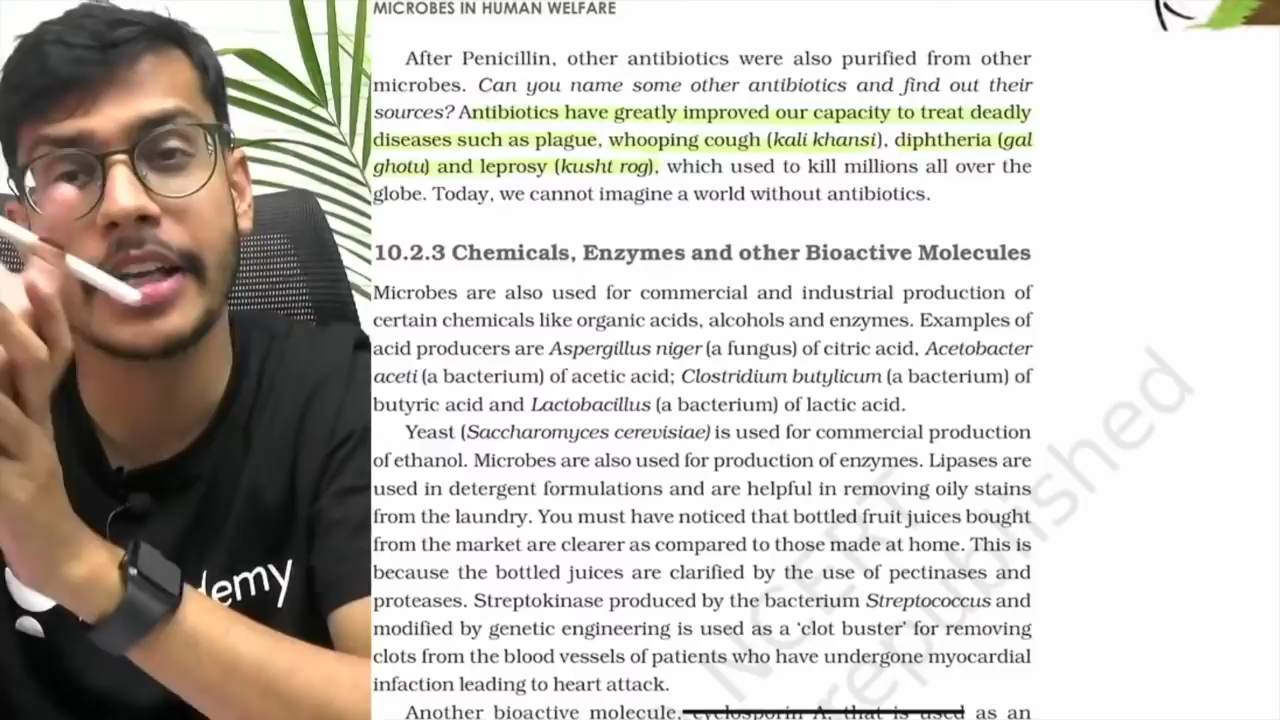 MICROBES IN HUMAN WELFARE
After Penicillin, other antibiotics were also purified from other
microbes. Can you name some other antibiotics and find out their
sources? Antibiotics have greatly improved our capacity to treat deadly
diseases such as plague, whooping cough (kali khansi), diphtheria (gal
ghotu) and leprosy (kusht rog), which used to kill millions all over the
globe. Today, we cannot imagine a world without antibiotics.
10.2.3 Chemicals, Enzymes and other Bioactive Molecules
Microbes are also used for commercial and industrial production of
certain chemicals like organic acids, alcohols and enzymes. Examples of
acid producers are Aspergillus niger (a fungus) of citric acid, Acetobacter
aceti (a bacterium) of acetic acid; Clostridium butylicum (a bacterium) of
butyric acid and Lactobacillus (a bacterium) of lactic acid.
Yeast (Saccharomyces cerevisiae) is used for commercial production
of ethanol. Microbes are also used for production of enzymes. Lipases are
used in detergent formulations and are helpful in removing oily stains
from the laundry. You must have noticed that bottled fruit juices bought
from the market are clearer as compared to those made at home. This is
because the bottled juices are clarified by the use of pectinases and
proteases. Streptokinase produced by the bacterium Streptococcus and
modified by genetic engineering is used as a ‘clot buster’ for removing
clots from the blood vessels of patients who have undergone myocardial
infaction leading to heart attack.
Another bioactive molecule, cyclosporin A, that is used as an
demy
NCERT
republished